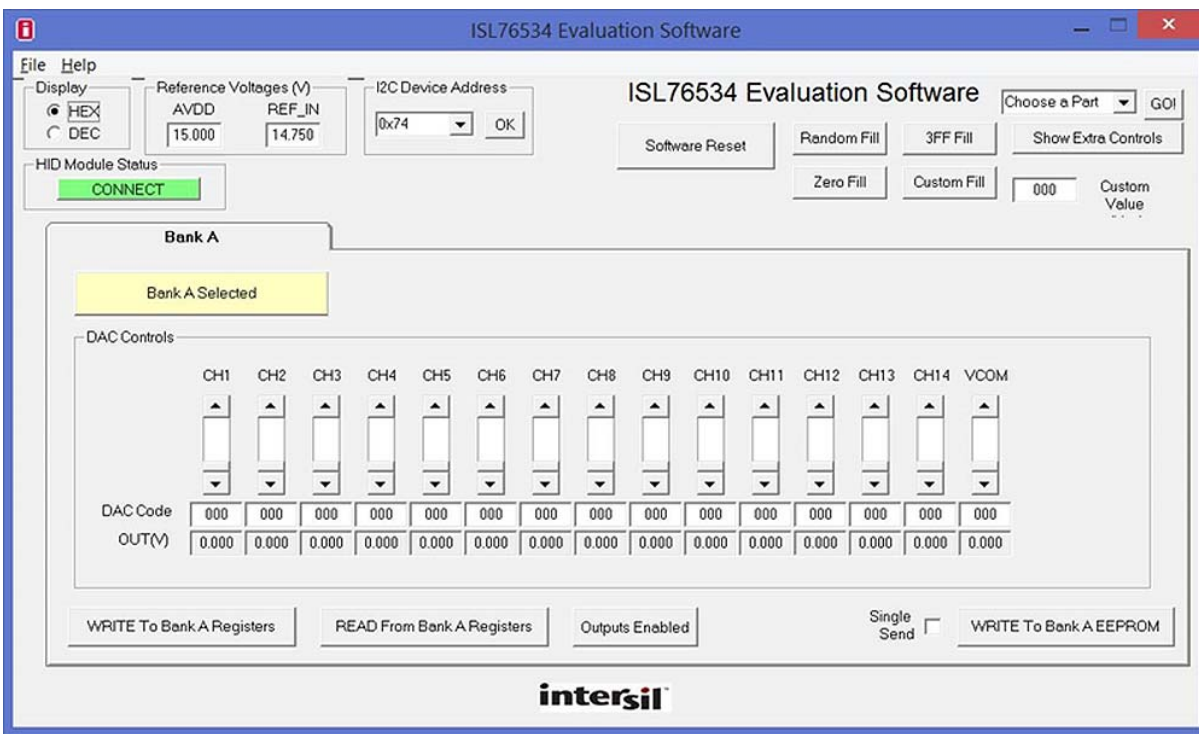 ISL76534 Evaluation Software
File Help
Display
HEX
DEC
Reference Voltages (V)
AVDD REF_IN
15.000 14.750
I2C Device Address
0x74 OK
ISL76534 Evaluation Software
Choose a Part GO!
Software Reset Random Fill 3FF Fill Show Extra Controls
Zero Fill Custom Fill 000 Custom
Value
HID Module Status
CONNECT
Bank A
Bank A Selected
DAC Controls
CH1 CH2 CH3 CH4 CH5 CH6 CH7 CH8 CH9 CH10 CH11 CH12 CH13 CH14 VCOM
DAC Code 000 000 000 000 000 000 000 000 000 000 000 000 000 000 000
OUT(V) 0.000 0.000 0.000 0.000 0.000 0.000 0.000 0.000 0.000 0.000 0.000 0.000 0.000 0.000 0.000
WRITE To Bank A Registers READ From Bank A Registers Outputs Enabled Single
Send WRITE To Bank A EEPROM
intersil